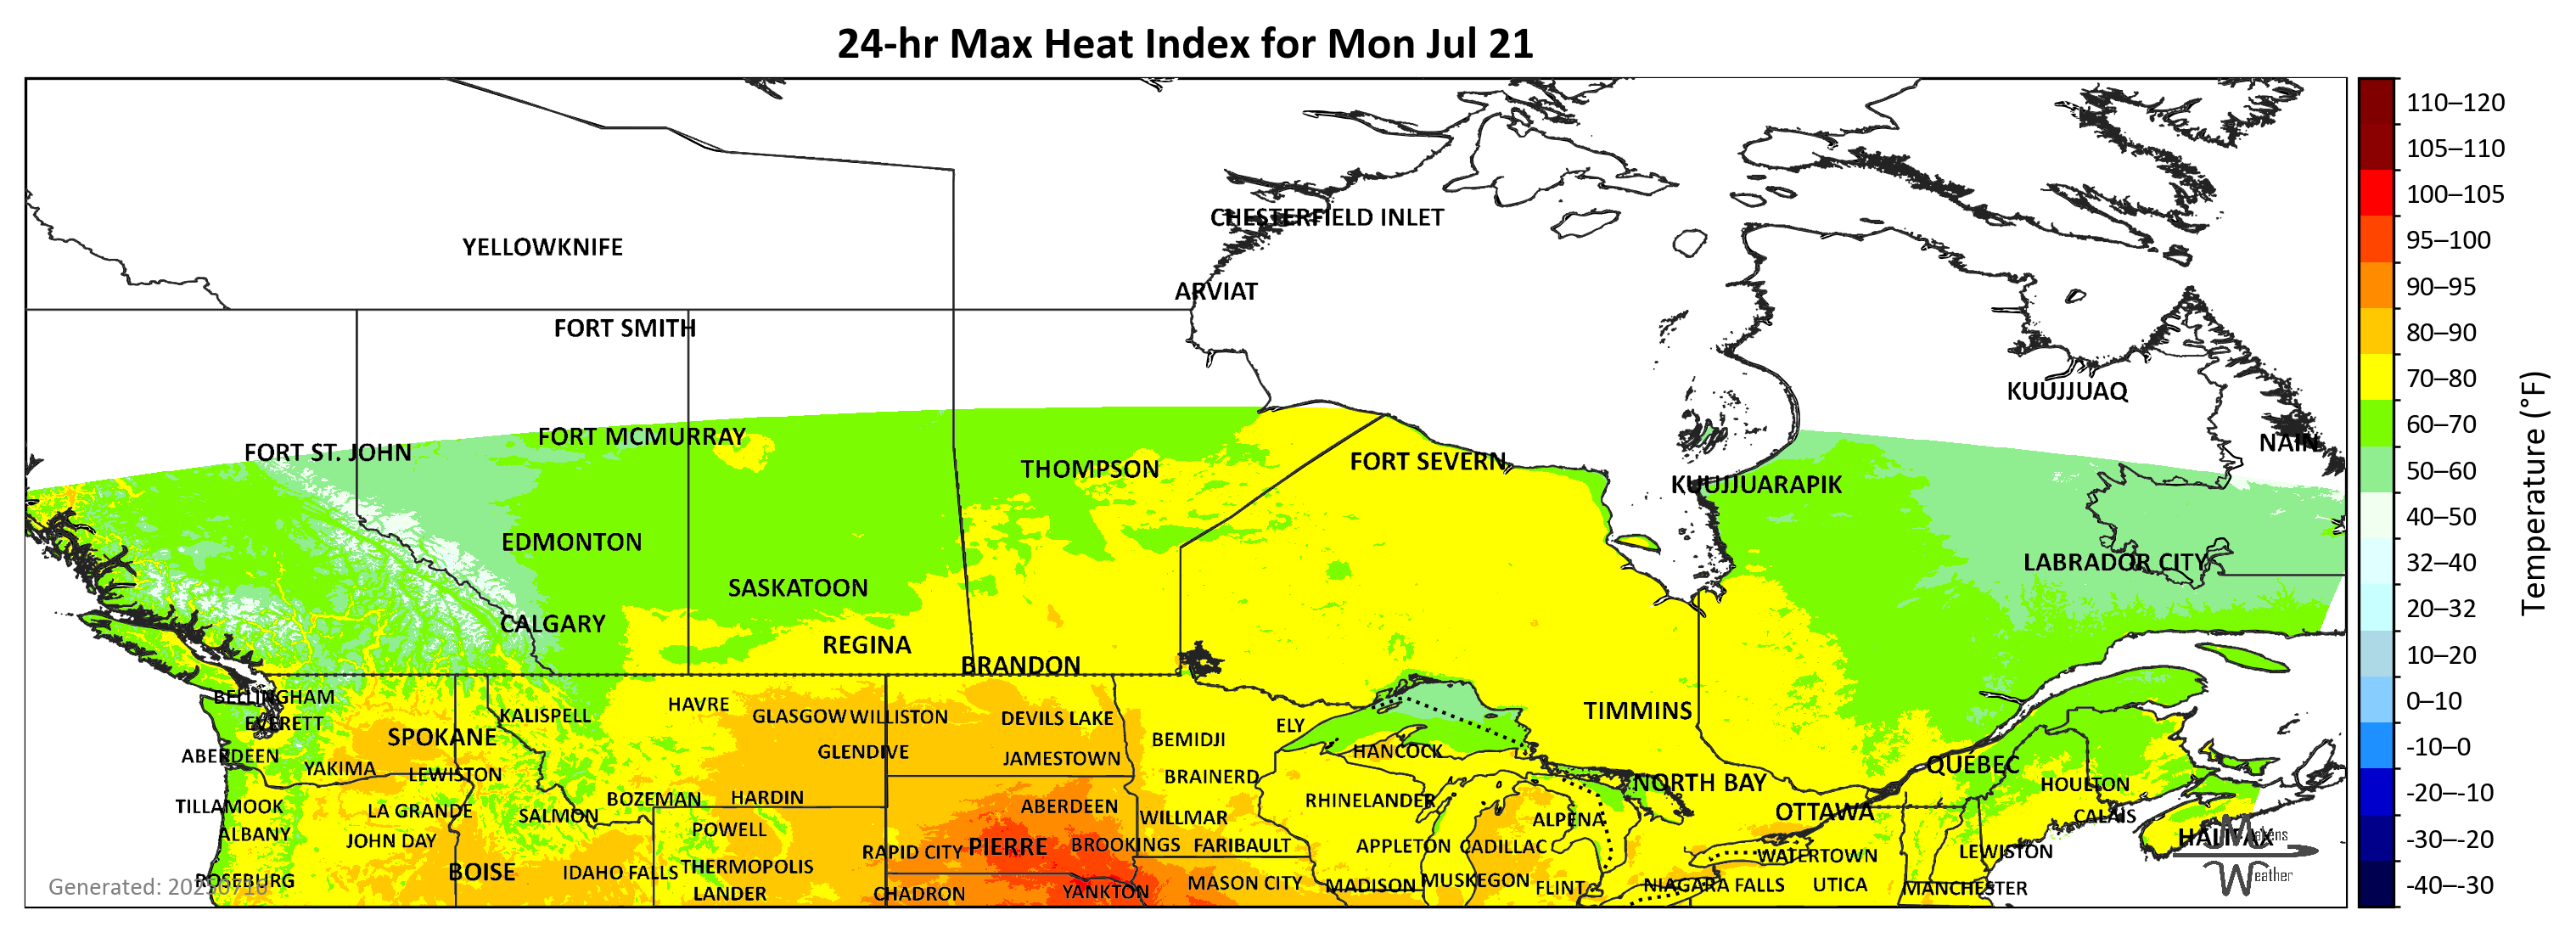 24-hr Max Heat Index for Mon Jul 21
110–120
105–110
100–105
95–100
90–95
80–90
70–80
60–70
50–60
40–50
32–40
20–32
10–20
0–10
-10–0
-20–-10
-30–-20
-40–-30
Temperature (°F)
CHESTERFIELD INLET
YELLOWKNIFE
ARVIAT
FORT SMITH
KUUJJUAQ
FORT MCMURRAY
NAIN
FORT ST. JOHN
FORT SEVERN
THOMPSON
KUUJJUARAPIK
EDMONTON
LABRADOR CITY
SASKATOON
CALGARY
REGINA
BRANDON
BELLINGHAM
HAVRE
TIMMINS
KALISPELL
GLASGOW
WILLISTON
DEVILS LAKE
EVERETT
ELY
SPOKANE
BEMIDJI
HANCOCK
GLENDIVE
ABERDEEN
JAMESTOWN
QUÉBEC
YAKIMA
LEWISTON
BRAINERD
NORTH BAY
HOULTON
BOZEMAN
HARDIN
RHINELANDER
TILLAMOOK
ABERDEEN
LA GRANDE
SALMON
OTTAWA
WILLMAR
CALAIS
ALPENA
POWELL
ALBANY
HALIFAX
JOHN DAY
PIERRE
BROOKINGS
FARIBAULT
APPLETON
CADILLAC
RAPID CITY
LEWISTON
WATERTOWN
THERMOPOLIS
BOISE
IDAHO FALLS
ROSEBURG
MUSKEGON
MASON CITY
MADISON
NIAGARA FALLS
UTICA
FLINT
MANCHESTER
LANDER
CHADRON
YANKTON
Generated: 20250718
Makens
Weather